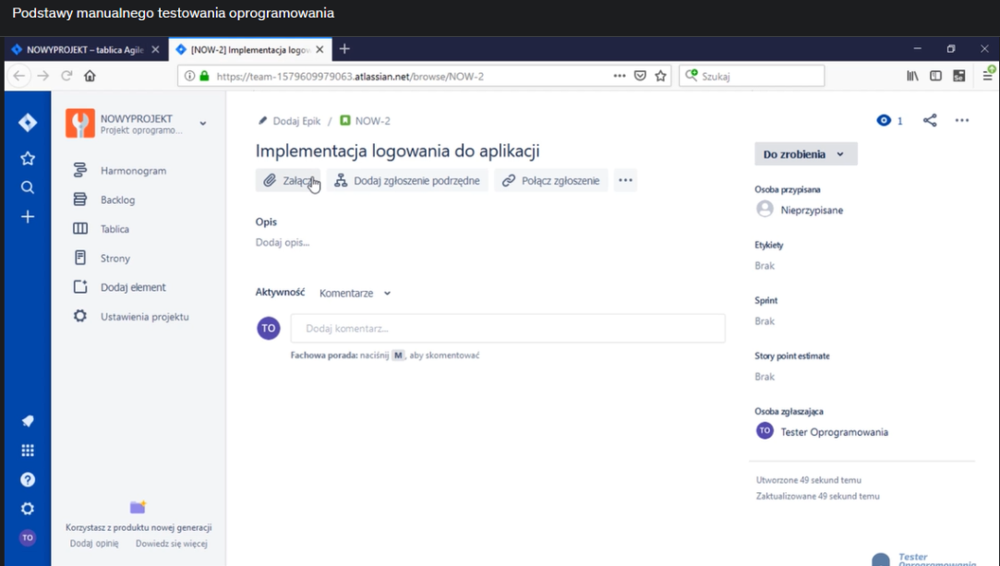 Podstawy manualnego testowania oprogramowania
NOWYPROJEKT – tablica Agile
[NOW-2] Implementacja logow
https://team-1579609979063.atlassian.net/browse/NOW-2
Szukaj
NOWYPROJEKT
Projekt oprogramo...
Harmonogram
Backlog
Tablica
Strony
Dodaj element
Ustawienia projektu
Korzystasz z produktu nowej generacji
Dodaj opinię Dowiedz się więcej
TO
Dodaj Epik / NOW-2
1
Implementacja logowania do aplikacji
Załącz
Dodaj zgłoszenie podrzędne
Połącz zgłoszenie
Opis
Dodaj opis...
Aktywność Komentarze
TO
Dodaj komentarz...
Fachowa porada: naciśnij M, aby skomentować
Do zrobienia
Osoba przypisana
Nieprzypisane
Etykiety
Brak
Sprint
Brak
Story point estimate
Brak
Osoba zgłaszająca
TO Tester Oprogramowania
Utworzone 49 sekund temu
Zaktualizowane 49 sekund temu
Tester
Oprogramowania